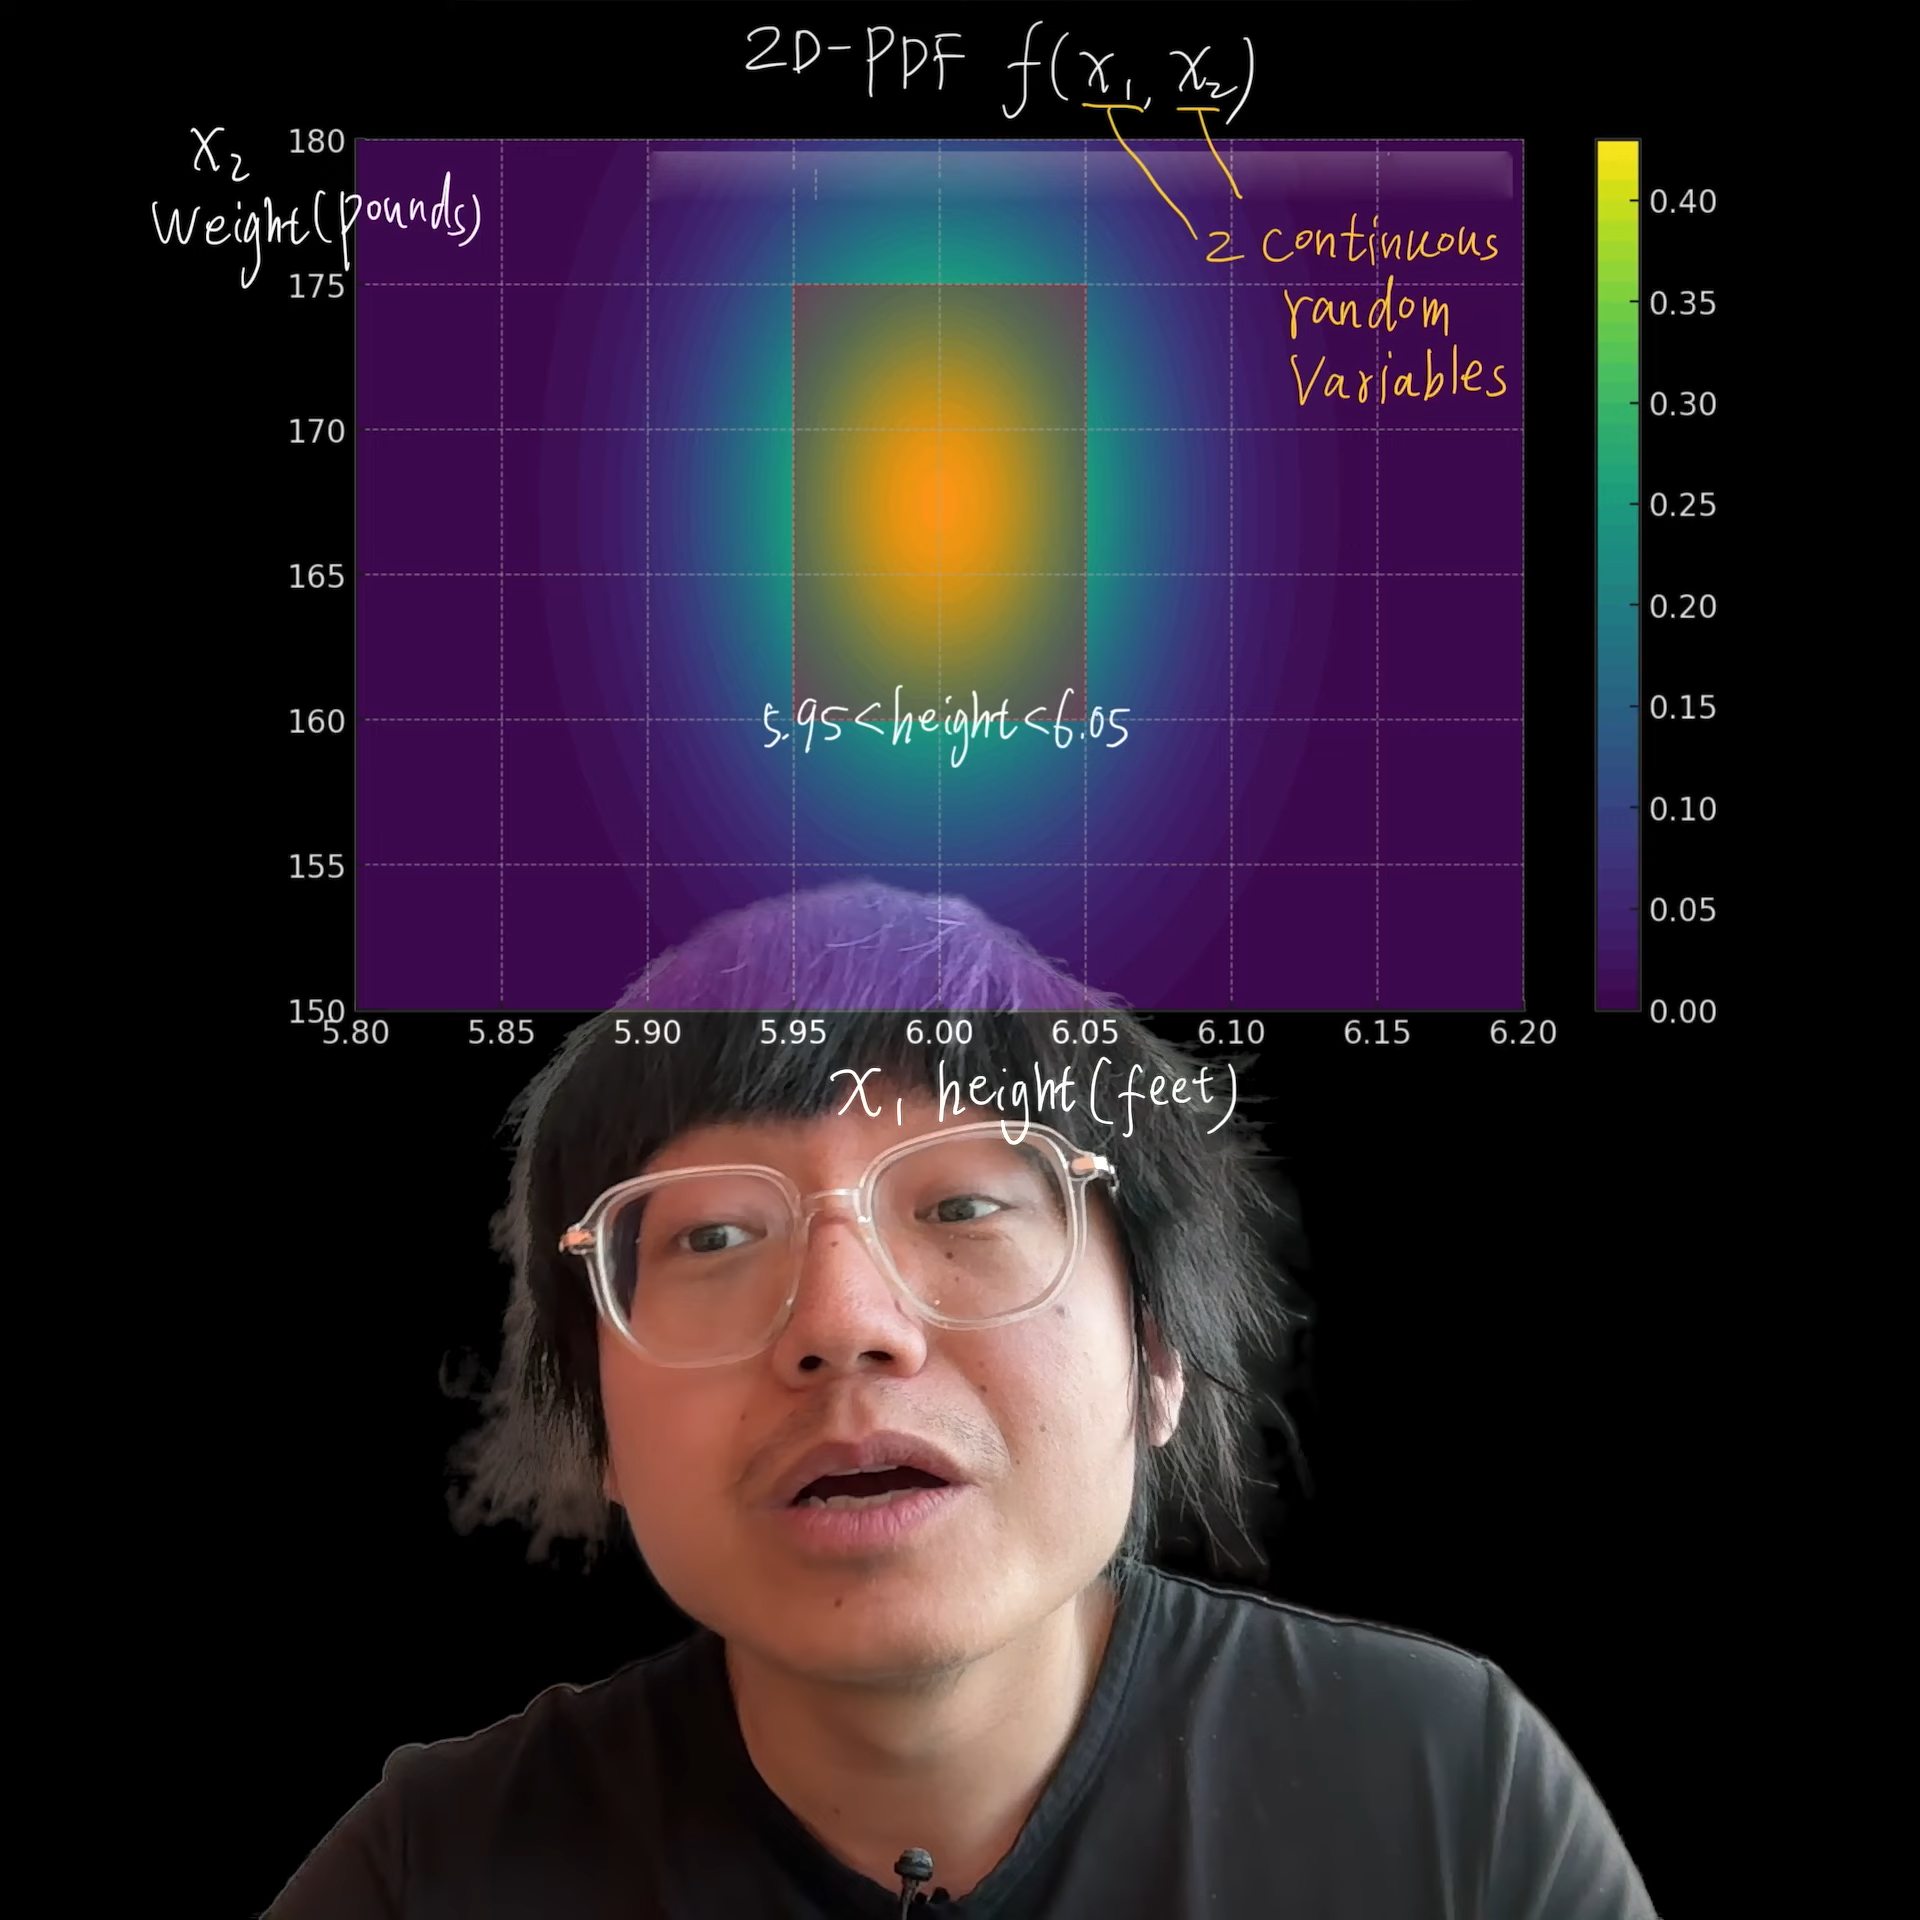 2D-PDF f(x₁, x₂)
x₂
Weight(pounds)
180
175
170
165
160
155
150
2 continuous
random
Variables
5.95<height<6.05
5.80 5.85 5.90 5.95 6.00 6.05 6.10 6.15 6.20
x₁ height(feet)
0.40
0.35
0.30
0.25
0.20
0.15
0.10
0.05
0.00